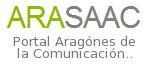 ARASAAC
Portal Aragónes de
la Comunicación..